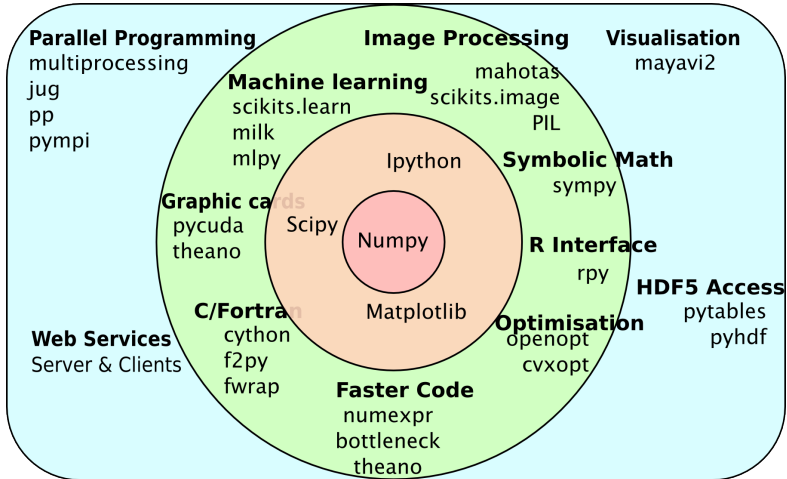 Parallel Programming
multiprocessing
jug
pp
pympi
Image Processing
mahotas
scikits.image
PIL
Visualisation
mayavi2
Machine learning
scikits.learn
milk
mlpy
Ipython
Symbolic Math
sympy
Graphic cards
pycuda
theano
Scipy
Numpy
R Interface
rpy
HDF5 Access
pytables
pyhdf
C/Fortran
cython
f2py
fwrap
Matplotlib
Optimisation
openopt
cvxopt
Web Services
Server & Clients
Faster Code
numexpr
bottleneck
theano